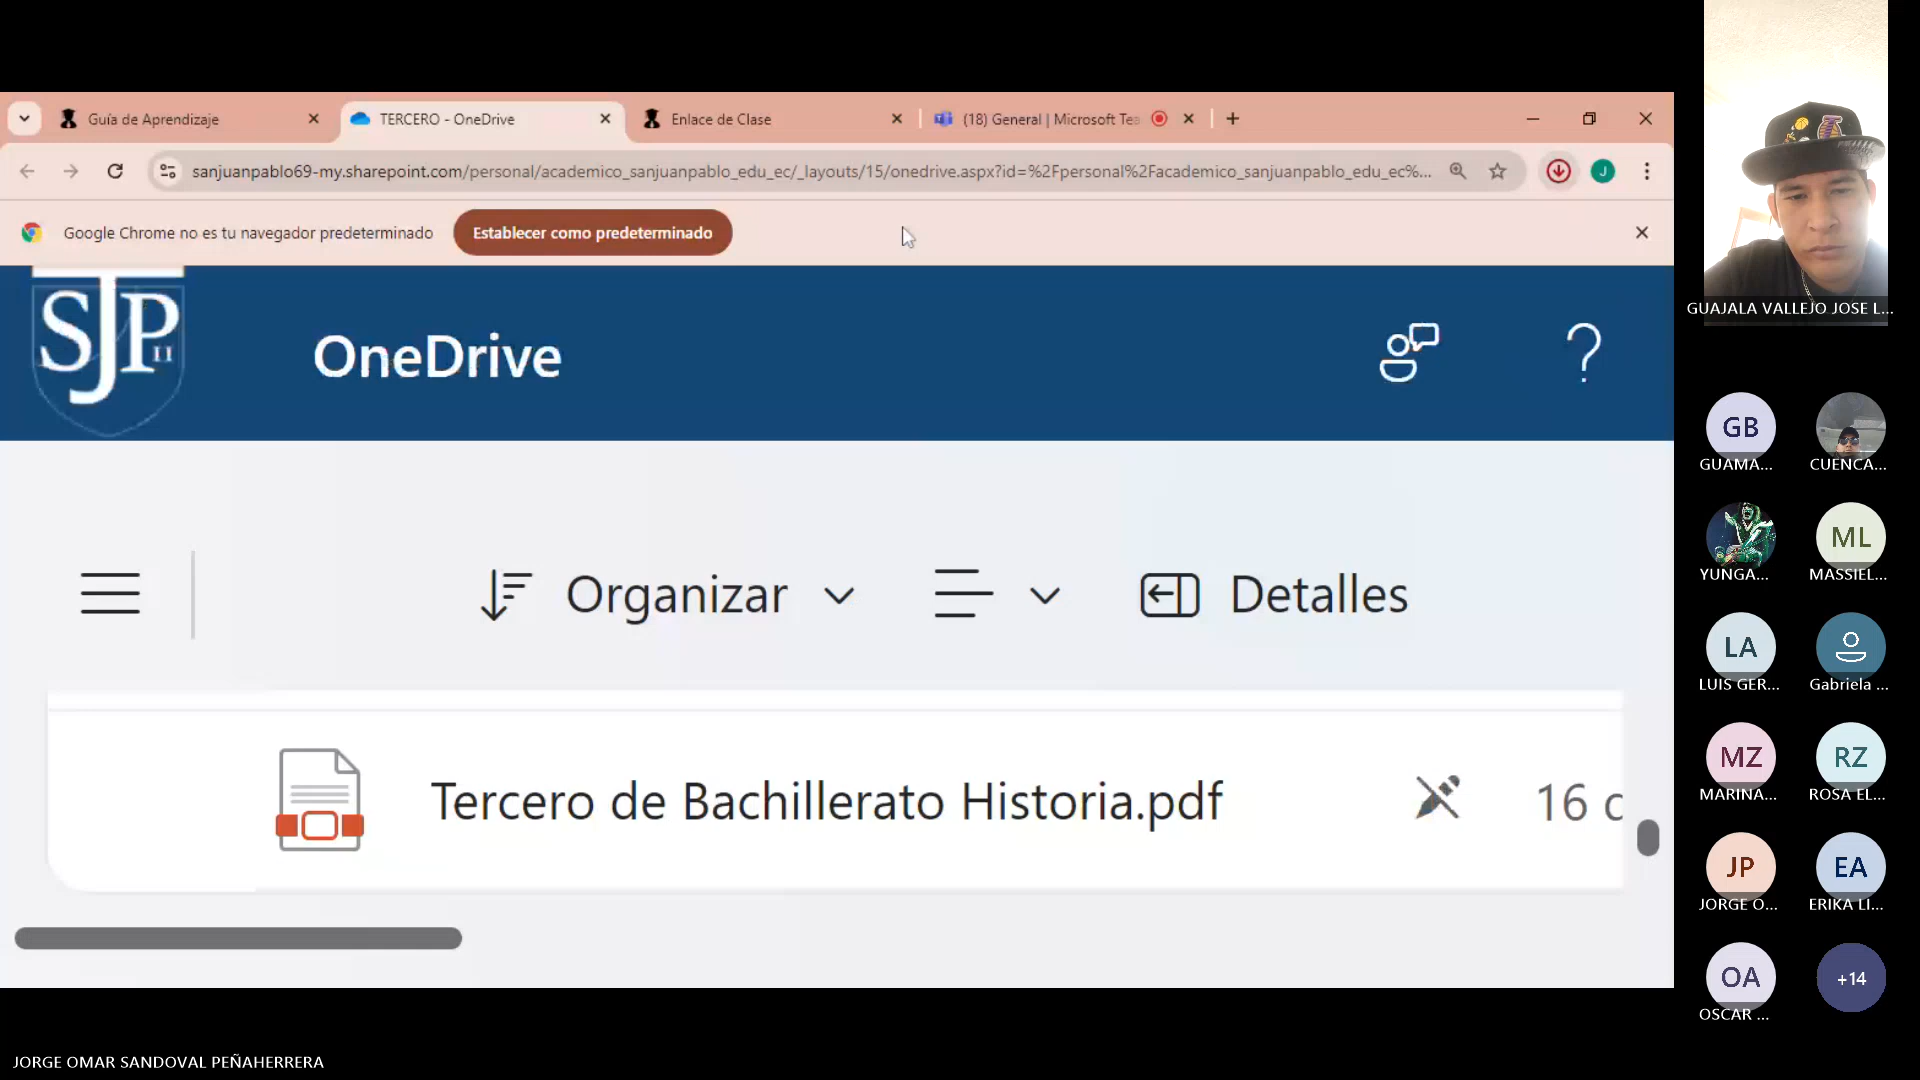 Guía de Aprendizaje
TERCERO - OneDrive
Enlace de Clase
(18) General | Microsoft Tea
sanjuanpablo69-my.sharepoint.com/personal/academico_sanjuanpablo_edu_ec/_layouts/15/onedrive.aspx?id=%2Fpersonal%2Facademico_sanjuanpablo_edu_ec%...
J
Google Chrome no es tu navegador predeterminado
Establecer como predeterminado
SJP II
OneDrive
Organizar
Detalles
Tercero de Bachillerato Historia.pdf
16 d
GUAJALA VALLEJO JOSE L...
GB
GUAMA...
CUENCA...
YUNGA...
ML
MASSIEL...
LA
LUIS GER...
Gabriela ...
MZ
MARINA...
RZ
ROSA EL...
JP
JORGE O...
EA
ERIKA LI...
OA
OSCAR ...
+14
JORGE OMAR SANDOVAL PEÑAHERRERA